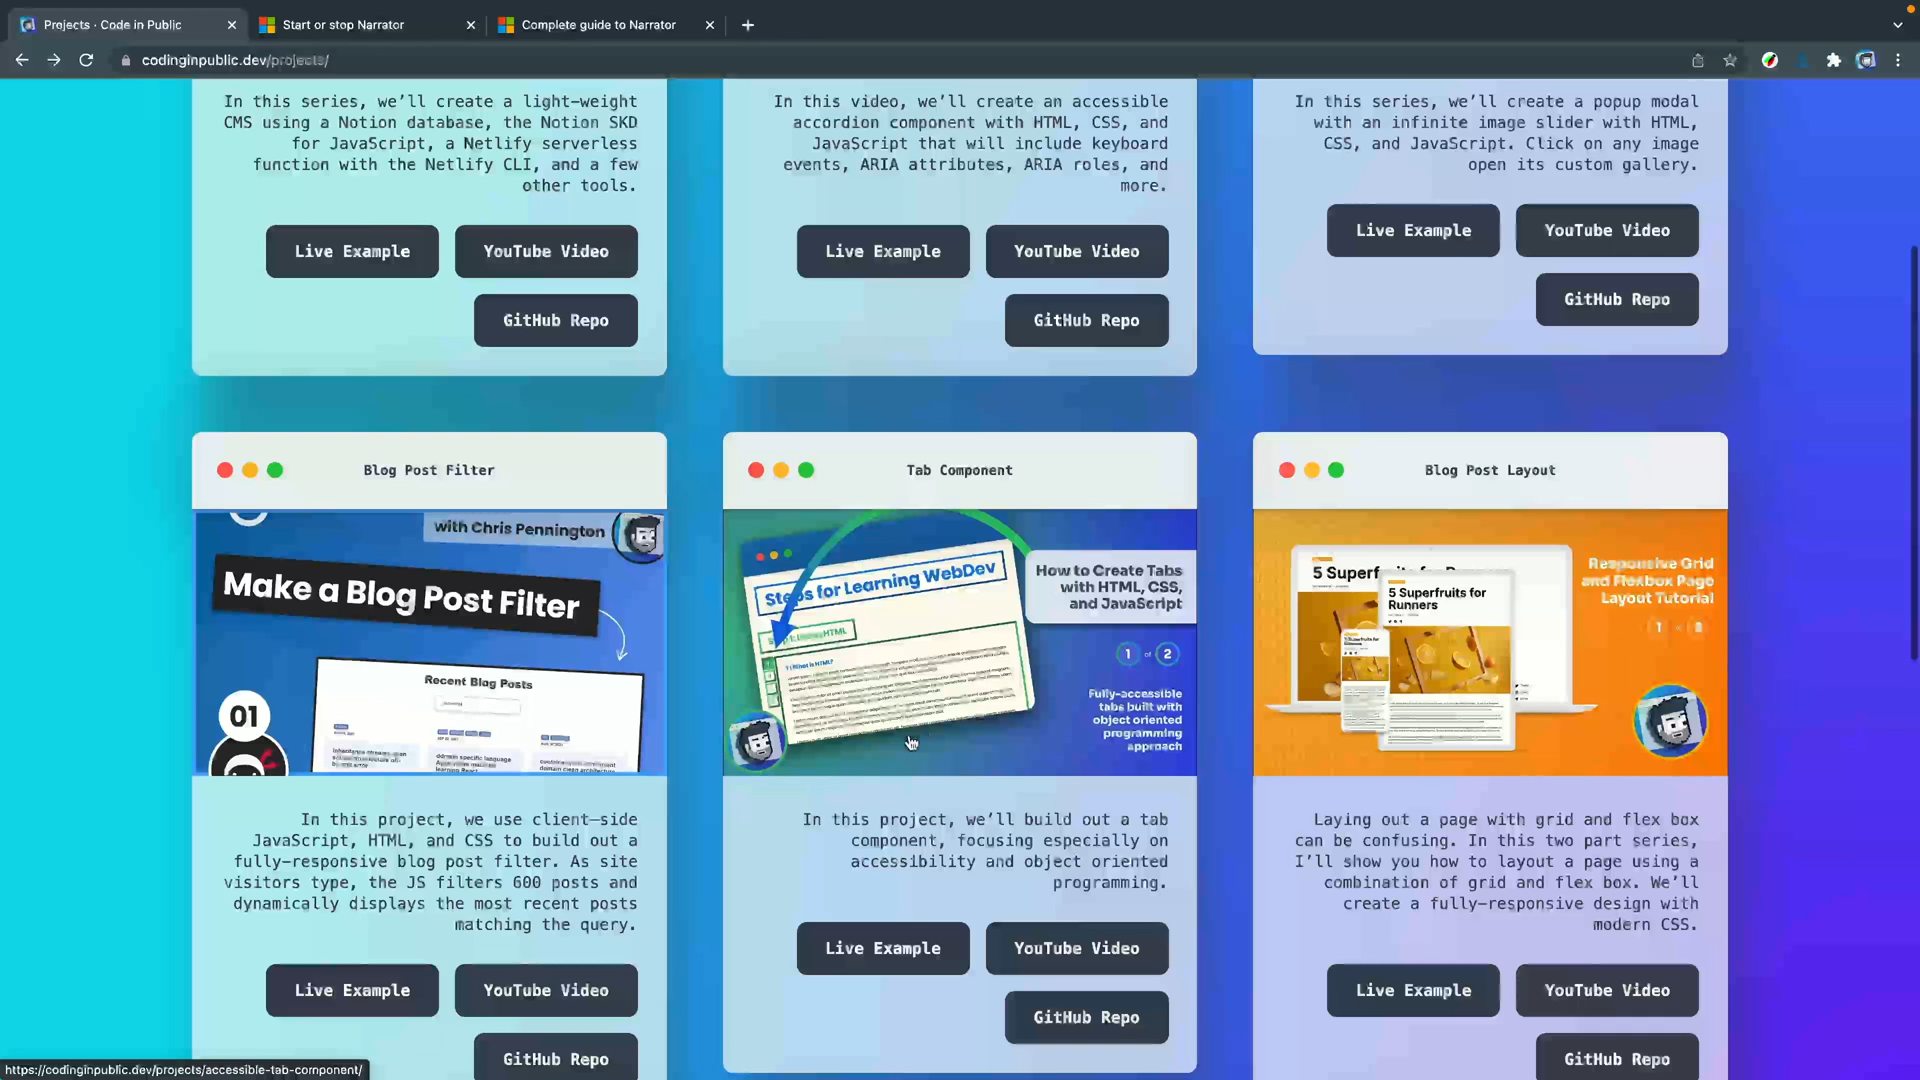 Projects · Code in Public
Start or stop Narrator
Complete guide to Narrator
codinginpublic.dev/projects/
In this series, we’ll create a light-weight
CMS using a Notion database, the Notion SKD
for JavaScript, a Netlify serverless
function with the Netlify CLI, and a few
other tools.
Live Example
YouTube Video
GitHub Repo
In this video, we’ll create an accessible
accordion component with HTML, CSS, and
JavaScript that will include keyboard
events, ARIA attributes, ARIA roles, and
more.
Live Example
YouTube Video
GitHub Repo
In this series, we’ll create a popup modal
with an infinite image slider with HTML,
CSS, and JavaScript. Click on any image
open its custom gallery.
Live Example
YouTube Video
GitHub Repo
Blog Post Filter
with Chris Pennington
Make a Blog Post Filter
Recent Blog Posts
01
In this project, we use client-side
JavaScript, HTML, and CSS to build out a
fully-responsive blog post filter. As site
visitors type, the JS filters 600 posts and
dynamically displays the most recent posts
matching the query.
Live Example
YouTube Video
GitHub Repo
Tab Component
Steps for Learning WebDev
How to Create Tabs
with HTML, CSS,
and JavaScript
1 of 2
Fully-accessible
tabs built with
object oriented
programming
approach
In this project, we’ll build out a tab
component, focusing especially on
accessibility and object oriented
programming.
Live Example
YouTube Video
GitHub Repo
Blog Post Layout
5 Superfruits for
Runners
Responsive Grid
and Flexbox Page
Layout Tutorial
Laying out a page with grid and flex box
can be confusing. In this two part series,
I’ll show you how to layout a page using a
combination of grid and flex box. We’ll
create a fully-responsive design with
modern CSS.
Live Example
YouTube Video
GitHub Repo
https://codinginpublic.dev/projects/accessible-tab-component/